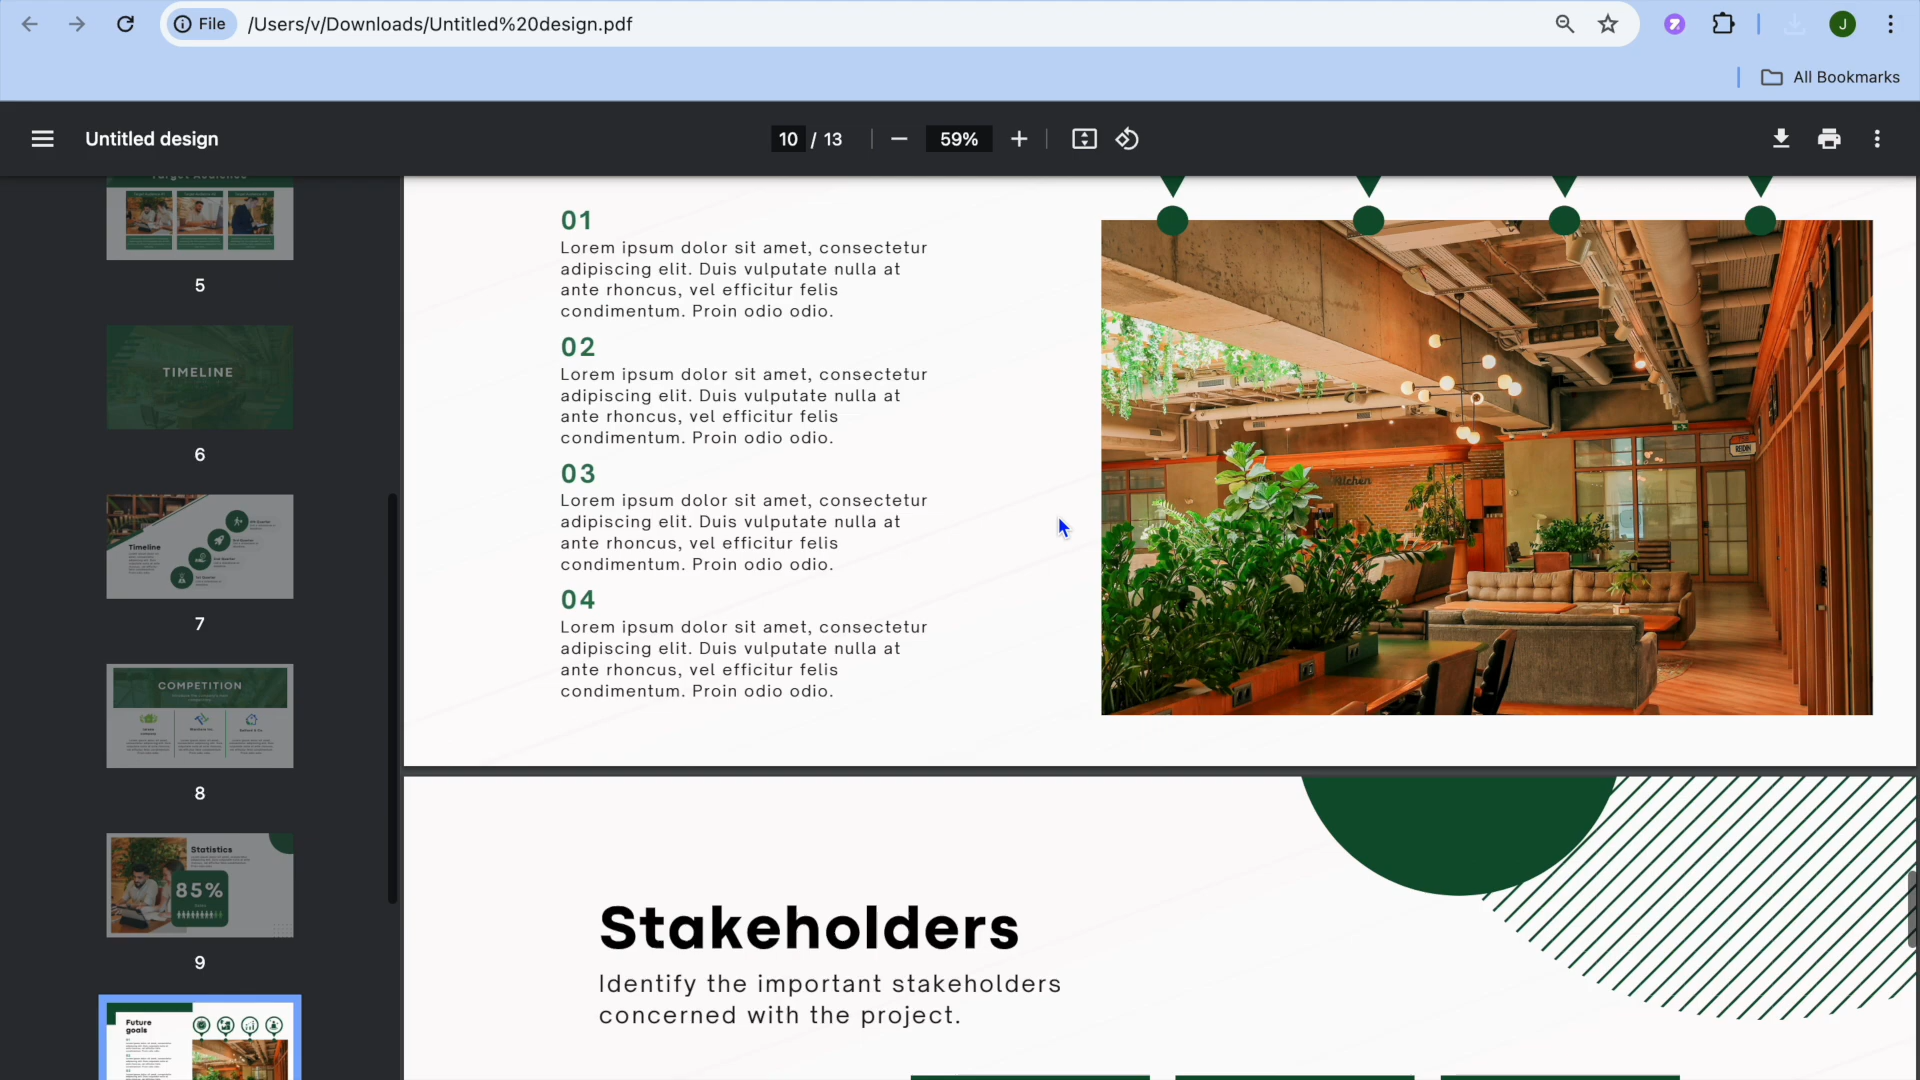 File /Users/v/Downloads/Untitled%20design.pdf
J
All Bookmarks
Untitled design
10 / 13
59%
Target Audience
5
TIMELINE
6
Timeline
7
COMPETITION
8
Statistics
85%
9
Future
goals
01
Lorem ipsum dolor sit amet, consectetur
adipiscing elit. Duis vulputate nulla at
ante rhoncus, vel efficitur felis
condimentum. Proin odio odio.
02
Lorem ipsum dolor sit amet, consectetur
adipiscing elit. Duis vulputate nulla at
ante rhoncus, vel efficitur felis
condimentum. Proin odio odio.
03
Lorem ipsum dolor sit amet, consectetur
adipiscing elit. Duis vulputate nulla at
ante rhoncus, vel efficitur felis
condimentum. Proin odio odio.
04
Lorem ipsum dolor sit amet, consectetur
adipiscing elit. Duis vulputate nulla at
ante rhoncus, vel efficitur felis
condimentum. Proin odio odio.
Kitchen
Stakeholders
Identify the important stakeholders
concerned with the project.